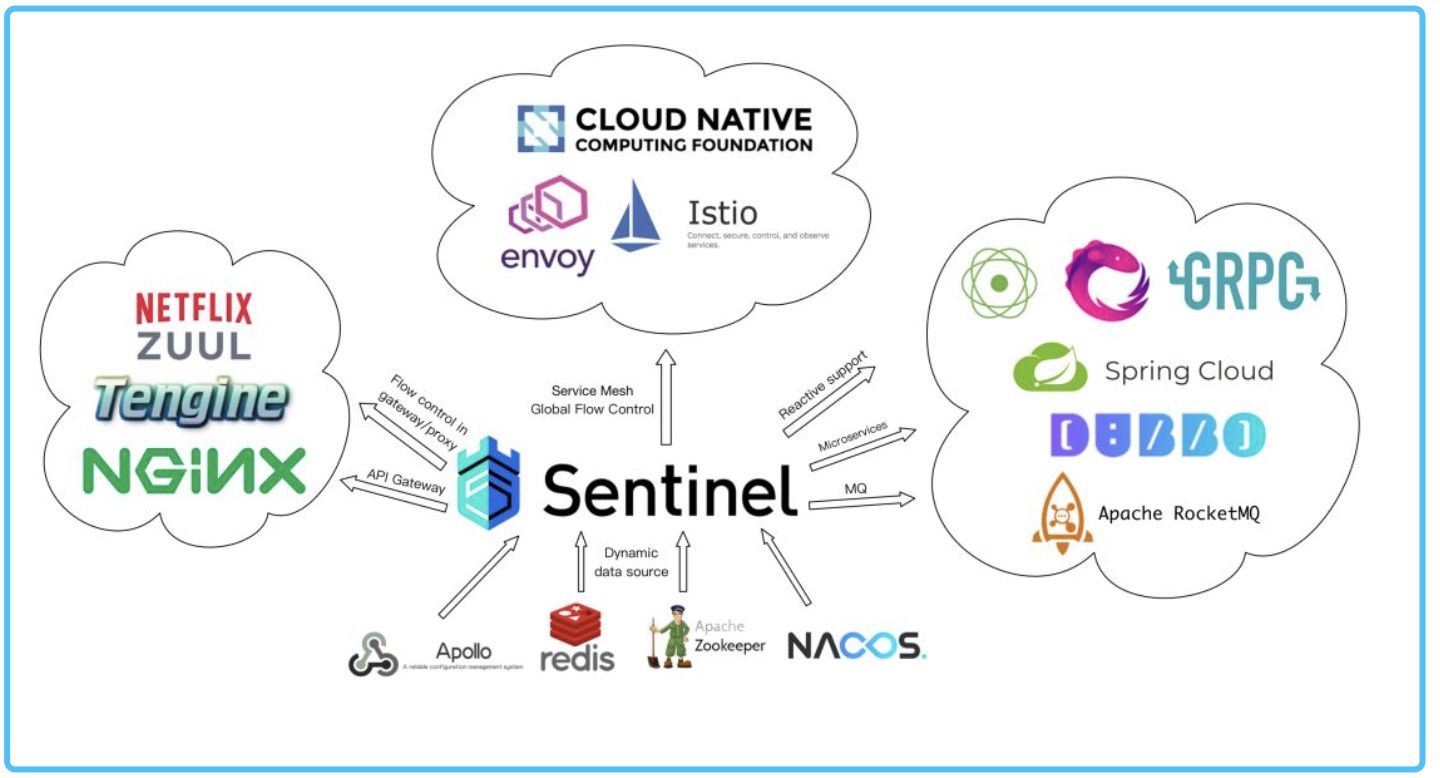 CLOUD NATIVE
COMPUTING FOUNDATION
envoy
Istio
Connect, secure, control, and observe
services.
NETFLIX
ZUUL
Tengine
NGINX
GRPC
Spring Cloud
DUBBO
Apache RocketMQ
Flow control in
gateway/proxy
API Gateway
Service Mesh
Global Flow Control
Reactive support
Microservices
MQ
Sentinel
Dynamic
data source
Apollo
A reliable configuration management system
redis
Apache
Zookeeper
NACOS.